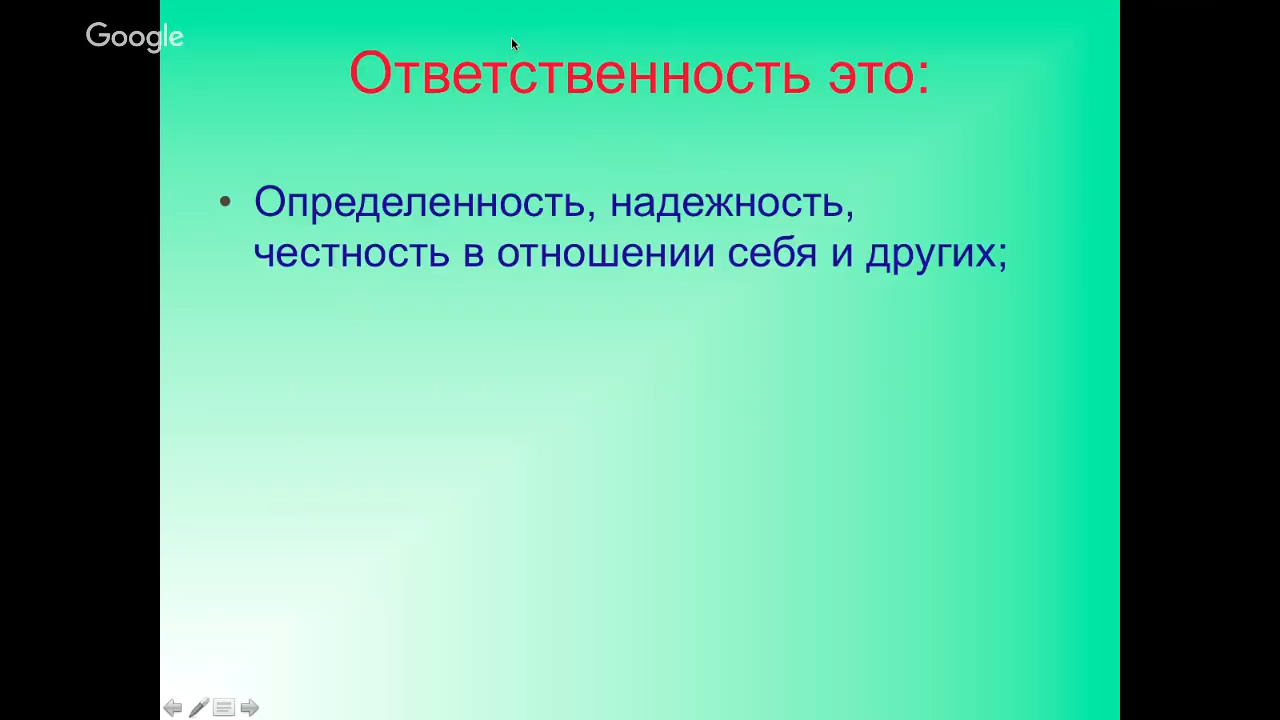 Google
Ответственность это:
• Определенность, надежность,
честность в отношении себя и других;